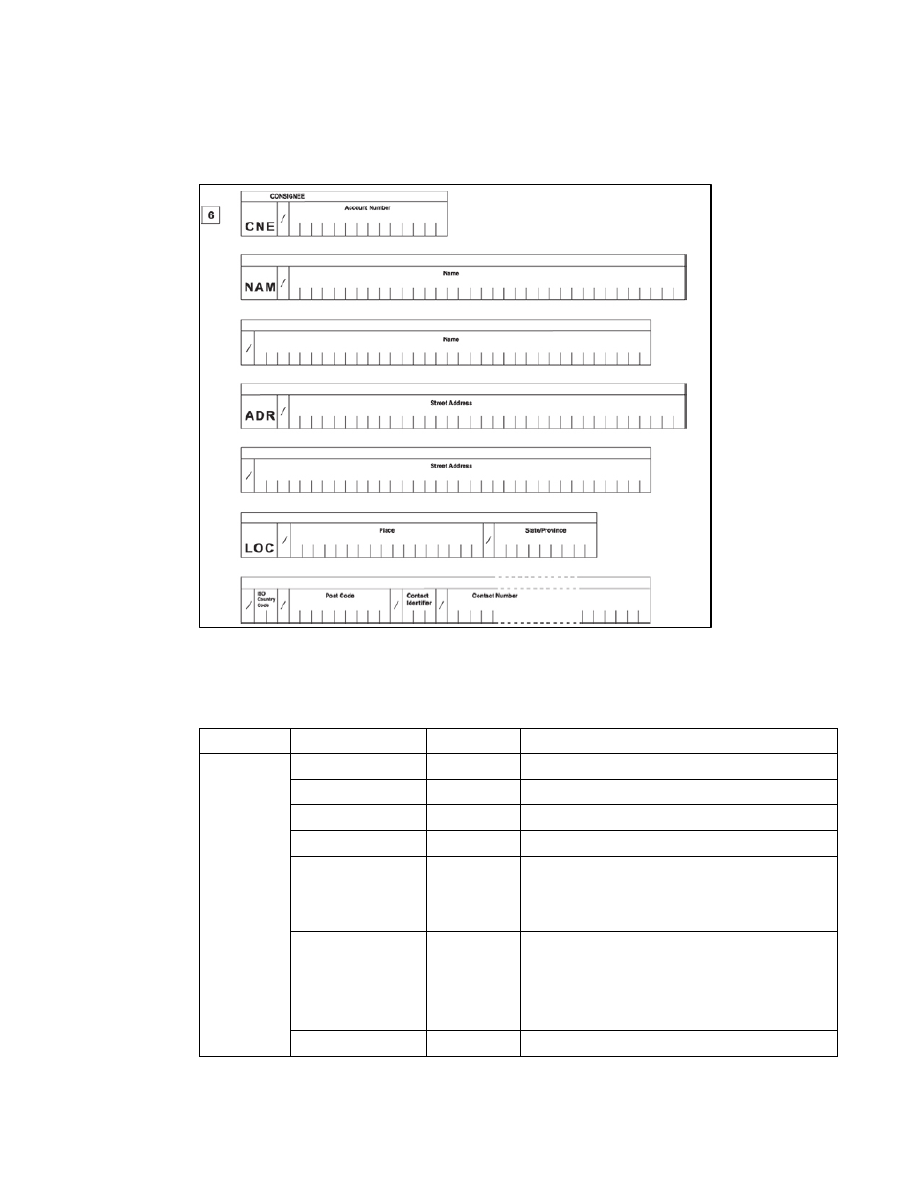 CONSIGNEE
6
Account Number
CNE /
Name
NAM /
Name
/
Street Address
ADR /
Street Address
/
Place State/Province
LOC / /
ISO Country Code Post Code Contact Identifier Contact Number
/ / / /